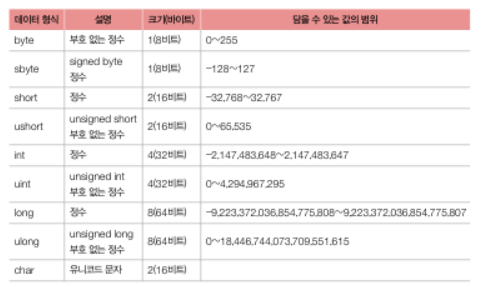 데이터 형식 설명 크기(바이트) 담을 수 있는 값의 범위
byte 부호 없는 정수 1(8비트) 0~255
sbyte signed byte 정수 1(8비트) -128~127
short 정수 2(16비트) -32,768~32,767
ushort unsigned short 부호 없는 정수 2(16비트) 0~65,535
int 정수 4(32비트) -2,147,483,648~2,147,483,647
uint unsigned int 부호 없는 정수 4(32비트) 0~4,294,967,295
long 정수 8(64비트) -9,223,372,036,854,775,808~9,223,372,036,854,775,807
ulong unsigned long 부호 없는 정수 8(64비트) 0~18,446,744,073,709,551,615
char 유니코드 문자 2(16비트)